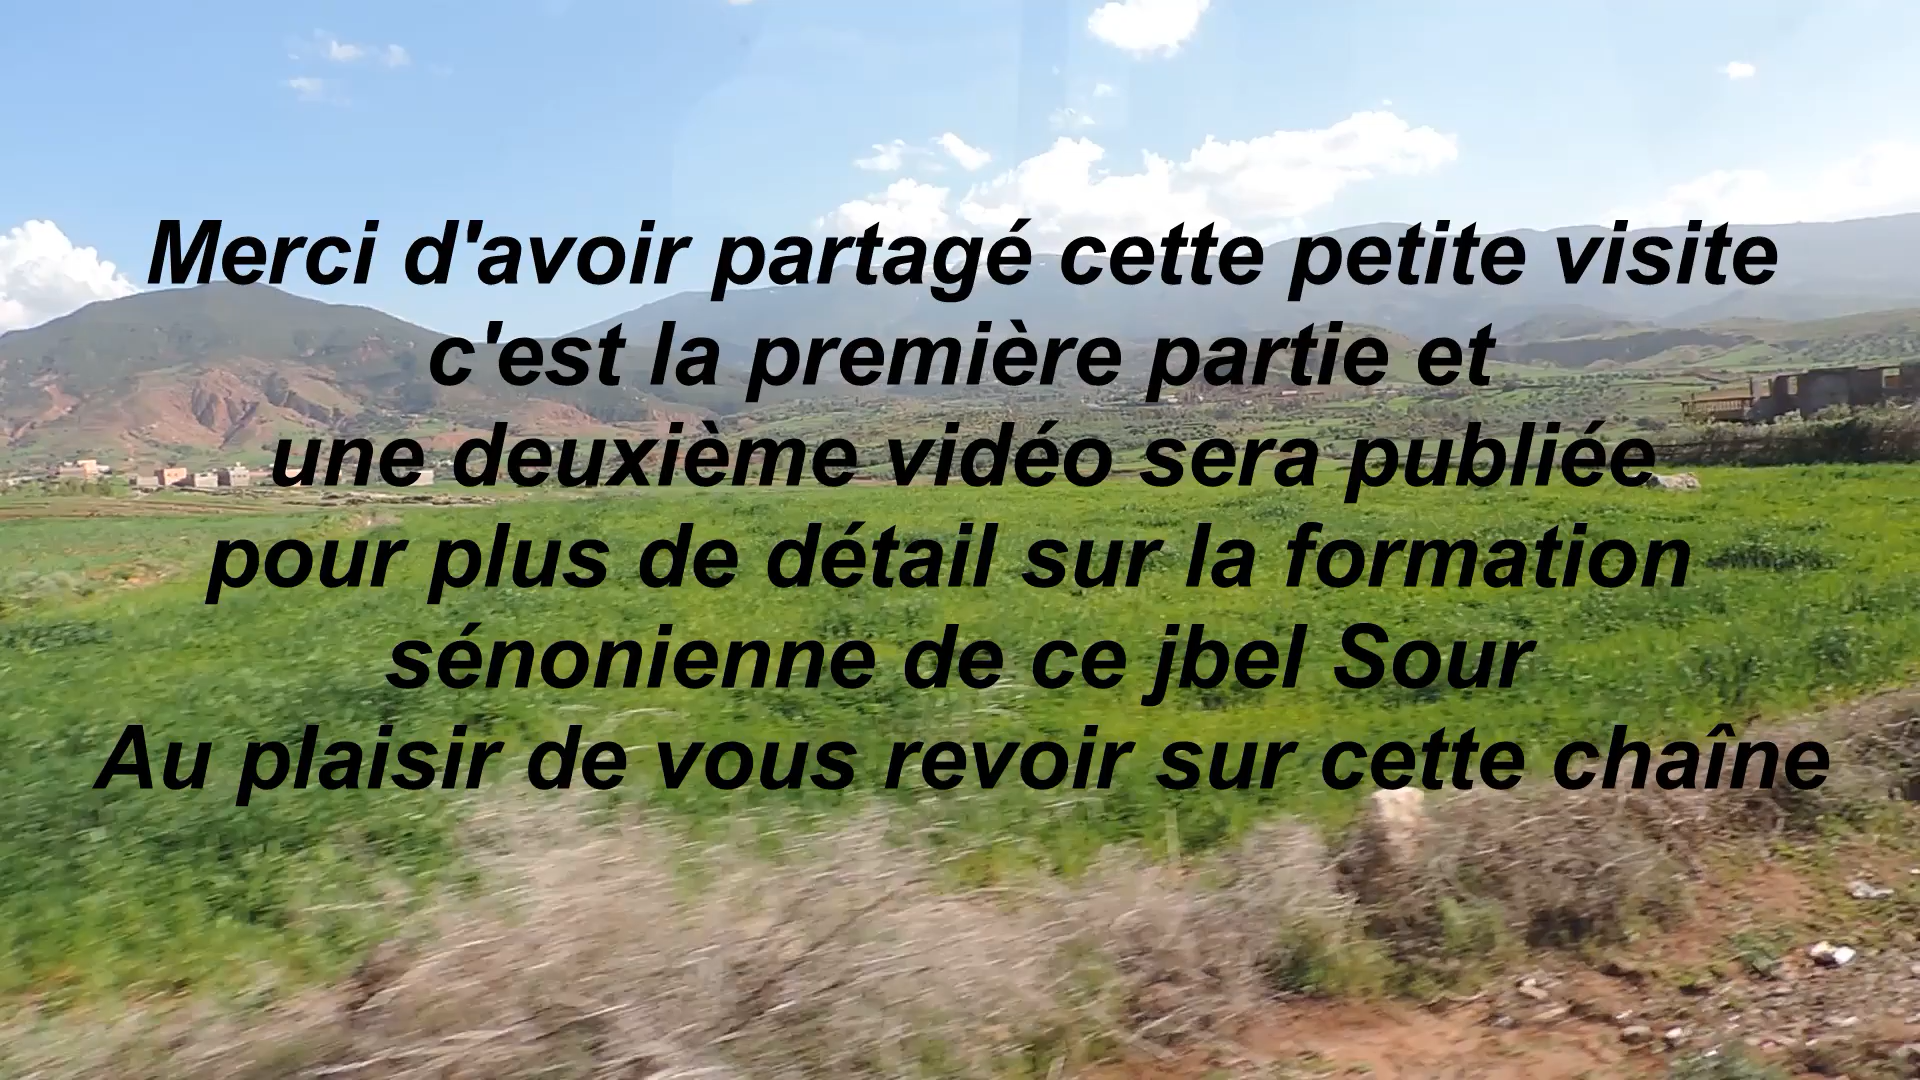 Merci d'avoir partagé cette petite visite
c'est la première partie et
une deuxième vidéo sera publiée
pour plus de détail sur la formation
sénonienne de ce jbel Sour
Au plaisir de vous revoir sur cette chaîne